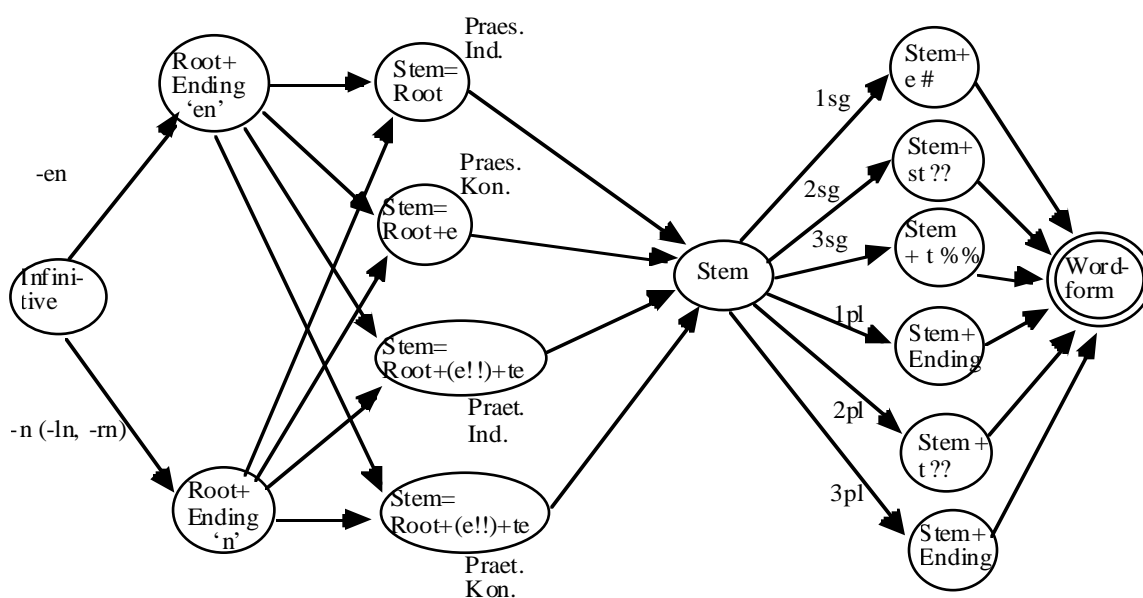 Praes.
Ind.
Root+
Ending
‘en’
Stem=
Root
Stem+
e #
1sg
-en
Praes.
Kon.
Stem+
st ??
2sg
Stem=
Root+e
3sg
Stem
+ t %%
Infini-
tive
Stem
Word-
form
1pl
Stem+
Ending
Stem=
Root+(e!!)+te
Praet.
Ind.
2pl
-n (-ln, -rn)
Stem +
t ??
Root+
Ending
‘n’
Stem=
Root+(e!!)+te
3pl
Stem+
Ending
Praet.
Kon.